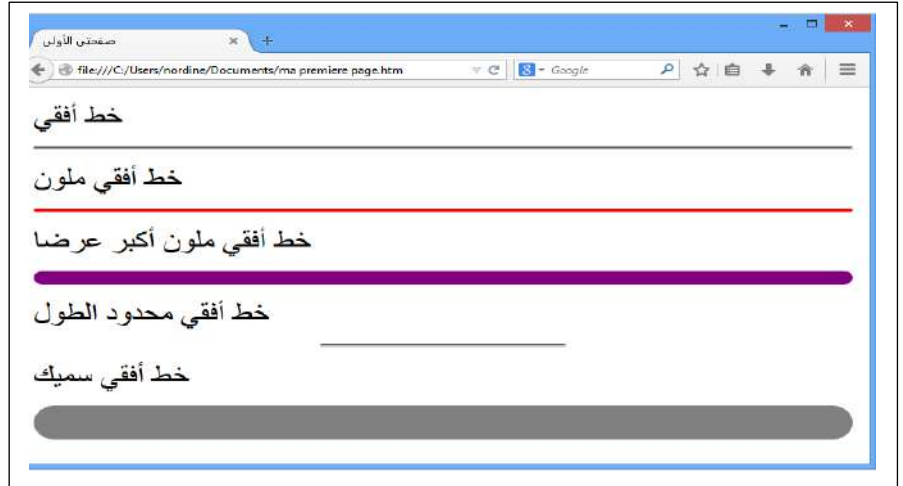 صفحتي الأولى
file:///C:/Users/nordine/Documents/ma premiere page.htm
Google
خط أفقي
خط أفقي ملون
خط أفقي ملون أكبر عرضا
خط أفقي محدود الطول
خط أفقي سميك